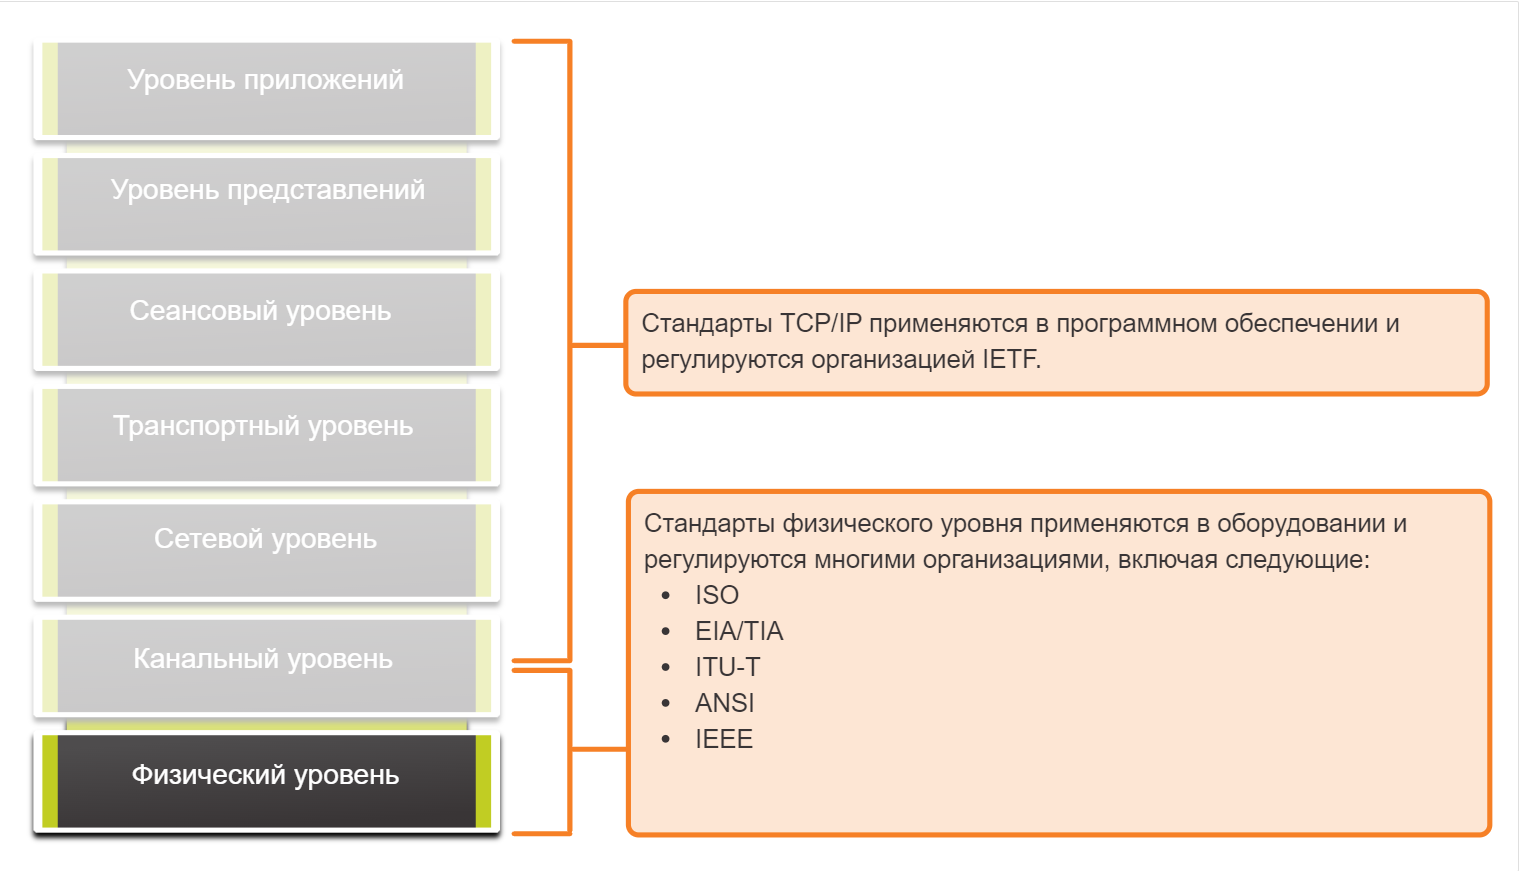 Уровень приложений
Уровень представлений
Сеансовый уровень
Транспортный уровень
Сетевой уровень
Канальный уровень
Физический уровень
Стандарты TCP/IP применяются в программном обеспечении и
регулируются организацией IETF.
Стандарты физического уровня применяются в оборудовании и
регулируются многими организациями, включая следующие:
• ISO
• EIA/TIA
• ITU-T
• ANSI
• IEEE